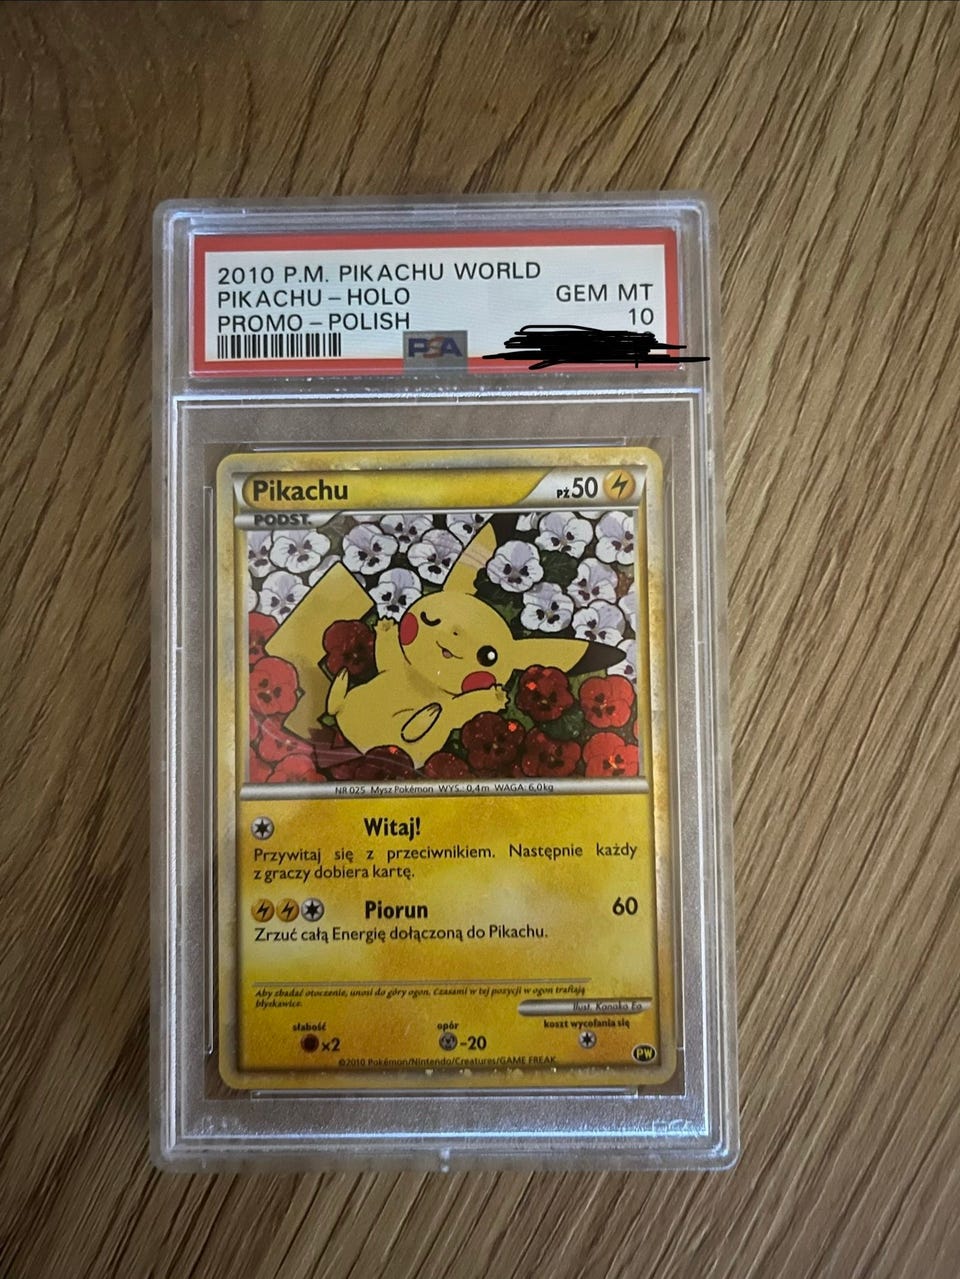 2010 P.M. PIKACHU WORLD
PIKACHU – HOLO GEM MT
PROMO – POLISH 10
PSA
Pikachu PŻ50
PODST.
NR 025 Mysz Pokémon WYS.: 0,4m WAGA: 6,0kg
Witaj!
Przywitaj się z przeciwnikiem. Następnie każdy
z graczy dobiera kartę.
Piorun 60
Zrzuć całą Energię dołączoną do Pikachu.
Aby zbadać otoczenie, unosi do góry ogon. Czasami w tej pozycji w ogon trafiają
błyskawice.
Ilust. Kanako Eo
słabość opór koszt wycofania się
x2 -20
©2010 Pokémon/Nintendo/Creatures/GAME FREAK
PW